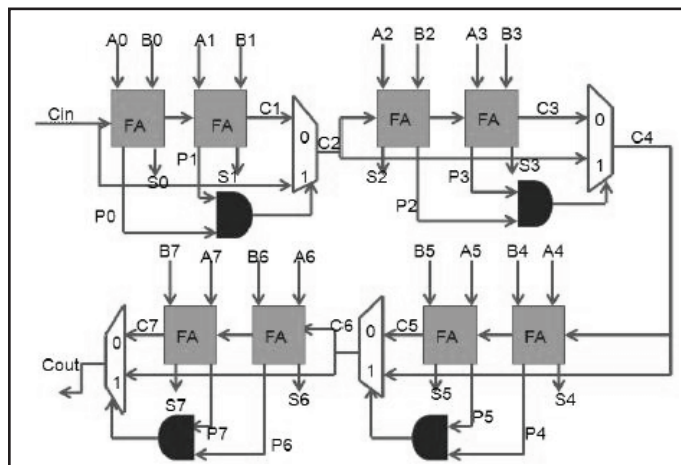 A0 B0 A1 B1 A2 B2 A3 B3
Cin FA FA C1 0 1 C2 FA FA C3 0 1 C4
S0 P1 S1 S2 P3 S3
P0 P2
B7 A7 B6 A6 B5 A5 B4 A4
Cout 0 1 C7 FA FA C6 0 1 C5 FA FA
S7 S6 S5 S4
P7 P6 P5 P4